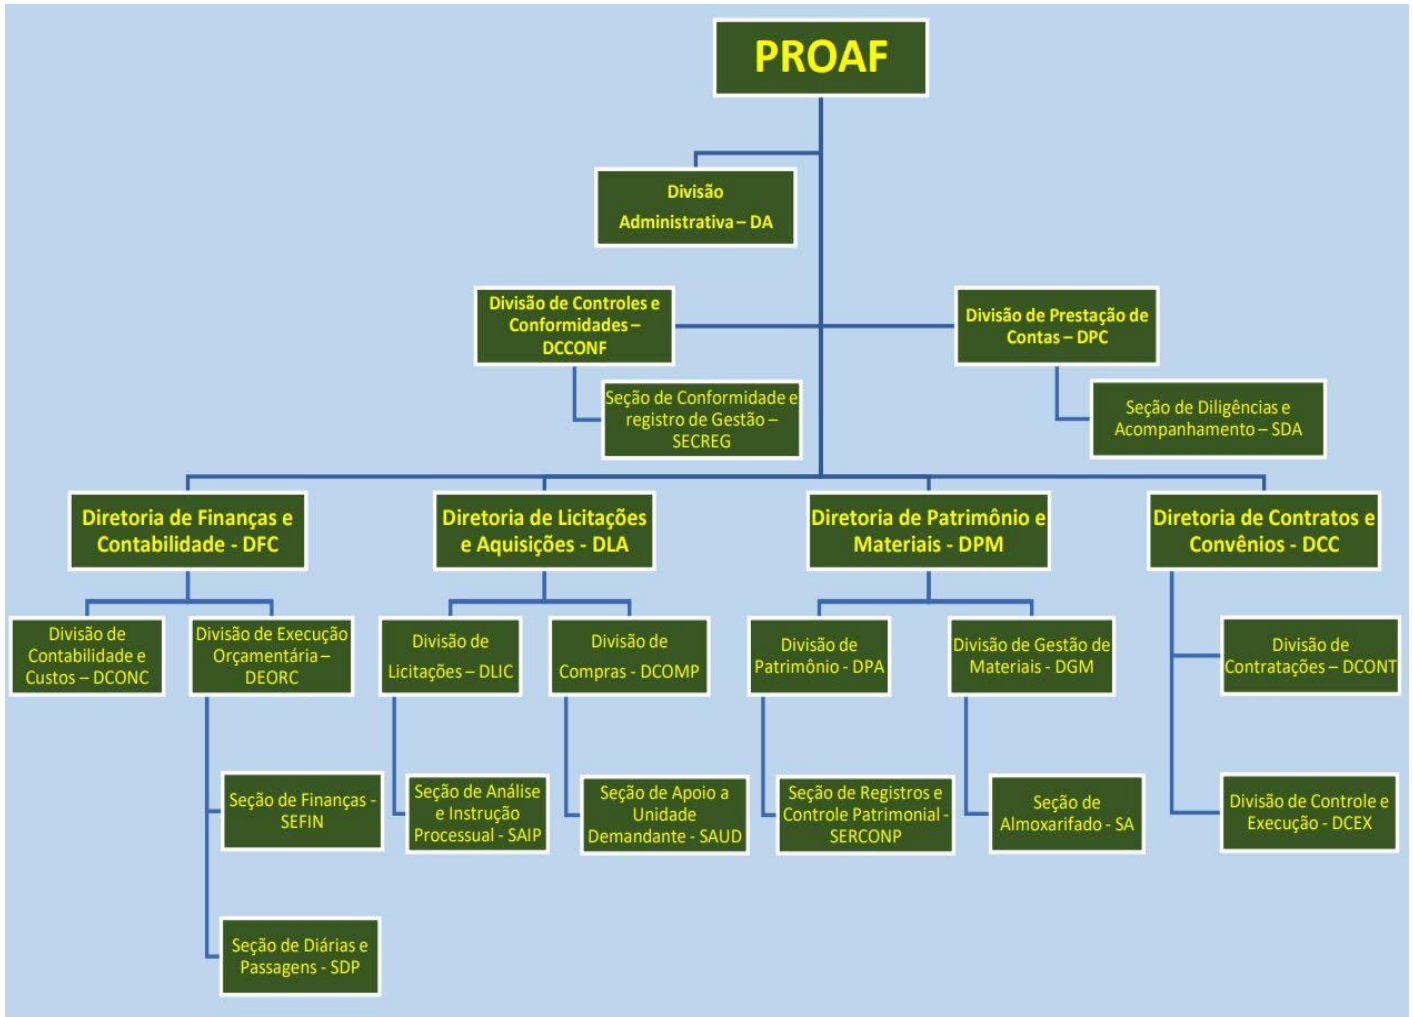 PROAF
Divisão
Administrativa – DA
Divisão de Controles e
Conformidades –
DCCONF
Divisão de Prestação de
Contas – DPC
Seção de Conformidade e
registro de Gestão –
SECREG
Seção de Diligências e
Acompanhamento – SDA
Diretoria de Finanças e
Contabilidade - DFC
Diretoria de Licitações
e Aquisições - DLA
Diretoria de Patrimônio e
Materiais - DPM
Diretoria de Contratos e
Convênios - DCC
Divisão de
Contabilidade e
Custos – DCONC
Divisão de Execução
Orçamentária –
DEORC
Divisão de
Licitações – DLIC
Divisão de
Compras - DCOMP
Divisão de
Patrimônio - DPA
Divisão de Gestão de
Materiais - DGM
Divisão de
Contratações – DCONT
Seção de Finanças -
SEFIN
Seção de Análise
e Instrução
Processual - SAIP
Seção de Apoio a
Unidade
Demandante - SAUD
Seção de Registros e
Controle Patrimonial -
SERCONP
Seção de
Almoxarifado - SA
Divisão de Controle e
Execução - DCEX
Seção de Diárias e
Passagens - SDP